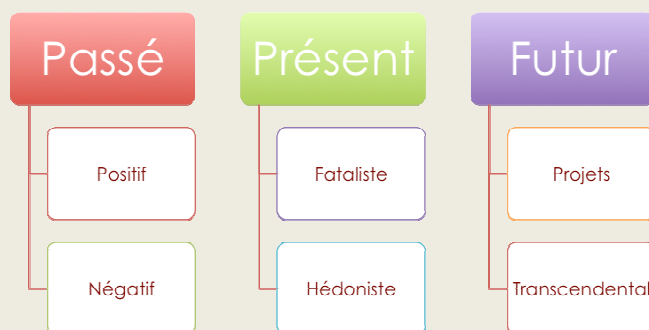 Passé
Positif
Négatif
Présent
Fataliste
Hédoniste
Futur
Projets
Transcendental